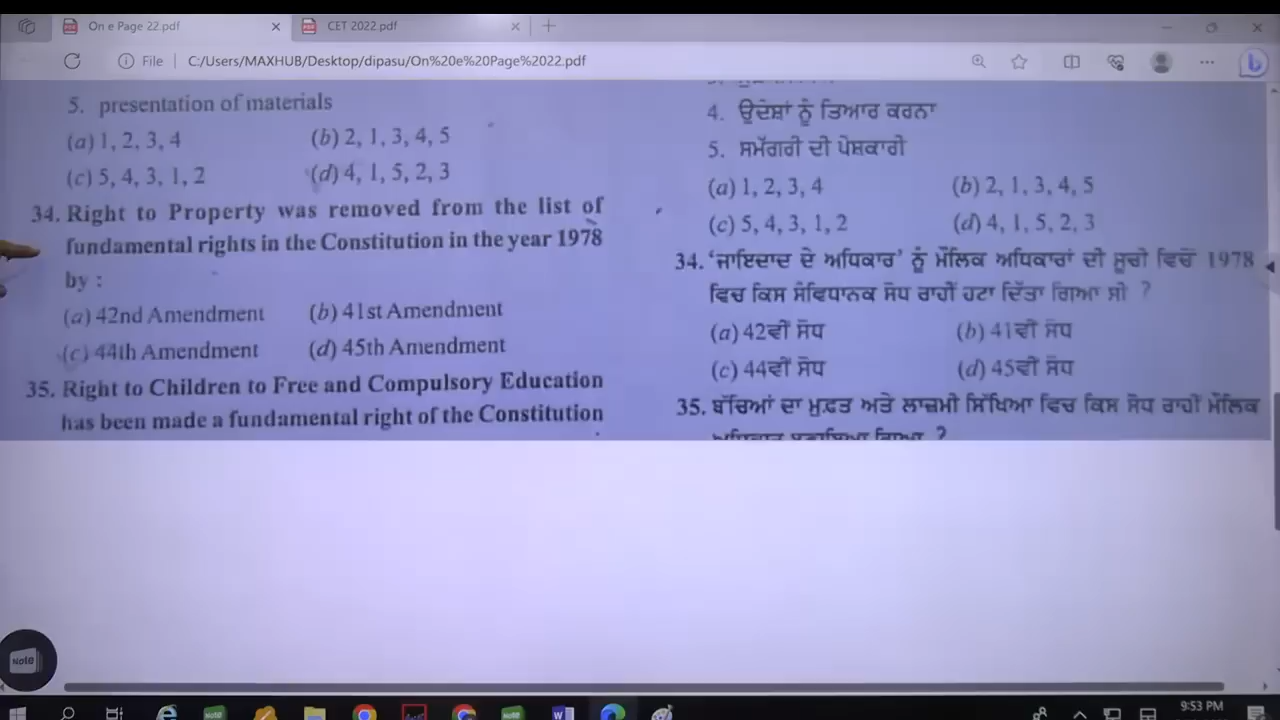 On e Page 22.pdf
CET 2022.pdf
File
C:/Users/MAXHUB/Desktop/dipasu/On%20e%20Page%2022.pdf
5. presentation of materials
(a) 1, 2, 3, 4
(b) 2, 1, 3, 4, 5
(c) 5, 4, 3, 1, 2
(d) 4, 1, 5, 2, 3
34. Right to Property was removed from the list of
fundamental rights in the Constitution in the year 1978
by :
(a) 42nd Amendment
(b) 41st Amendment
(c) 44th Amendment
(d) 45th Amendment
35. Right to Children to Free and Compulsory Education
has been made a fundamental right of the Constitution
4. ਉਦੇਸ਼ਾਂ ਨੂੰ ਤਿਆਰ ਕਰਨਾ
5. ਸਮੱਗਰੀ ਦੀ ਪੇਸ਼ਕਾਰੀ
(a) 1, 2, 3, 4
(b) 2, 1, 3, 4, 5
(c) 5, 4, 3, 1, 2
(d) 4, 1, 5, 2, 3
34. 'ਜਾਇਦਾਦ ਦੇ ਅਧਿਕਾਰ' ਨੂੰ ਮੌਲਿਕ ਅਧਿਕਾਰਾਂ ਦੀ ਸੂਚੀ ਵਿਚੋਂ 1978
ਵਿਚ ਕਿਸ ਸੰਵਿਧਾਨਕ ਸੋਧ ਰਾਹੀਂ ਹਟਾ ਦਿੱਤਾ ਗਿਆ ਸੀ ?
(a) 42ਵੀਂ ਸੋਧ
(b) 41ਵੀਂ ਸੋਧ
(c) 44ਵੀਂ ਸੋਧ
(d) 45ਵੀਂ ਸੋਧ
35. ਬੱਚਿਆਂ ਦਾ ਮੁਫ਼ਤ ਅਤੇ ਲਾਜ਼ਮੀ ਸਿੱਖਿਆ ਵਿਚ ਕਿਸ ਸੋਧ ਰਾਹੀਂ ਮੌਲਿਕ
Note
9:53 PM